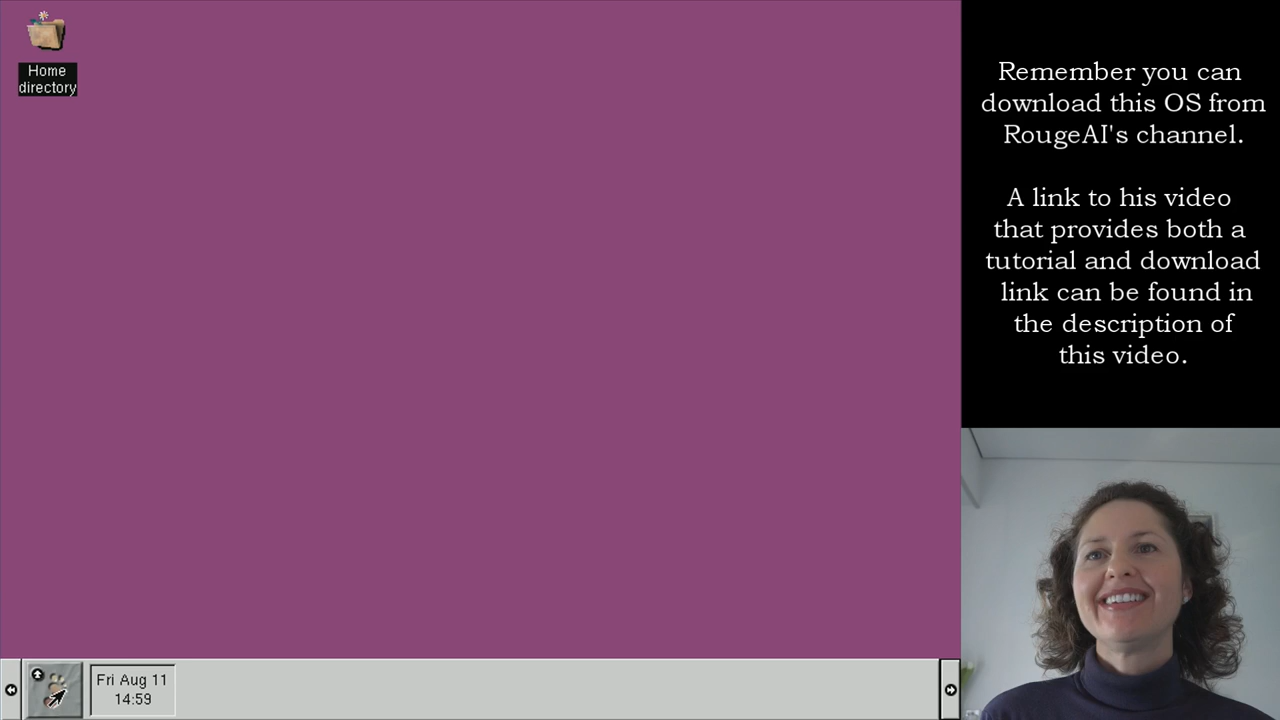 Home
directory
Remember you can
download this OS from
RougeAI's channel.
A link to his video
that provides both a
tutorial and download
link can be found in
the description of
this video.
Fri Aug 11
14:59